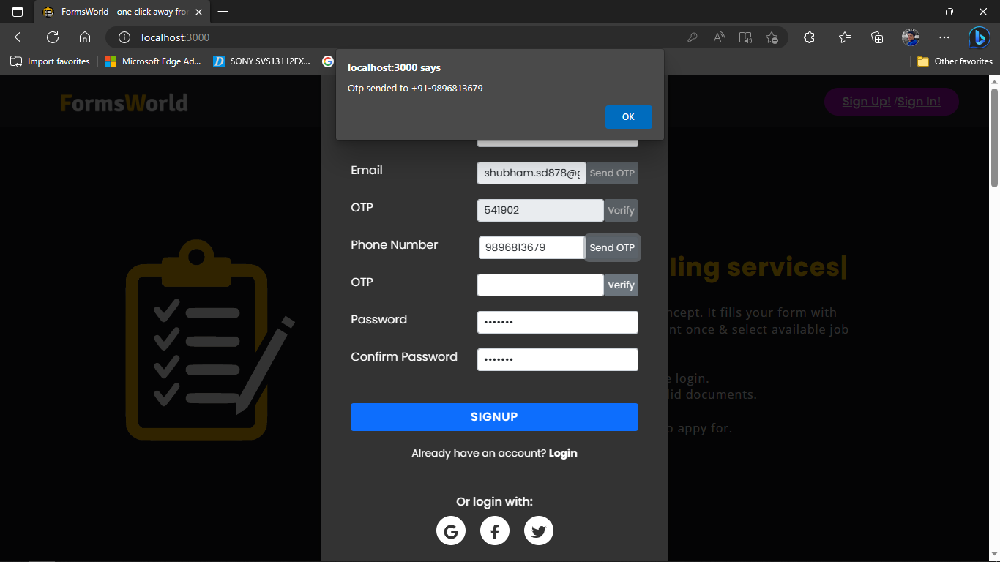 FormsWorld - one click away fro
localhost:3000
Import favorites
Microsoft Edge Ad...
SONY SVS13112FX...
Other favorites
localhost:3000 says
Otp sended to +91-9896813679
OK
FormsWorld
Sign Up! /Sign In!
Email
shubham.sd878@g
Send OTP
OTP
541902
Verify
Phone Number
9896813679
Send OTP
OTP
Verify
Password
•••••••
Confirm Password
•••••••
SIGNUP
Already have an account? Login
Or login with:
ling services|
ncept. It fills your form with
nt once & select available job
e login.
lid documents.
o appy for.